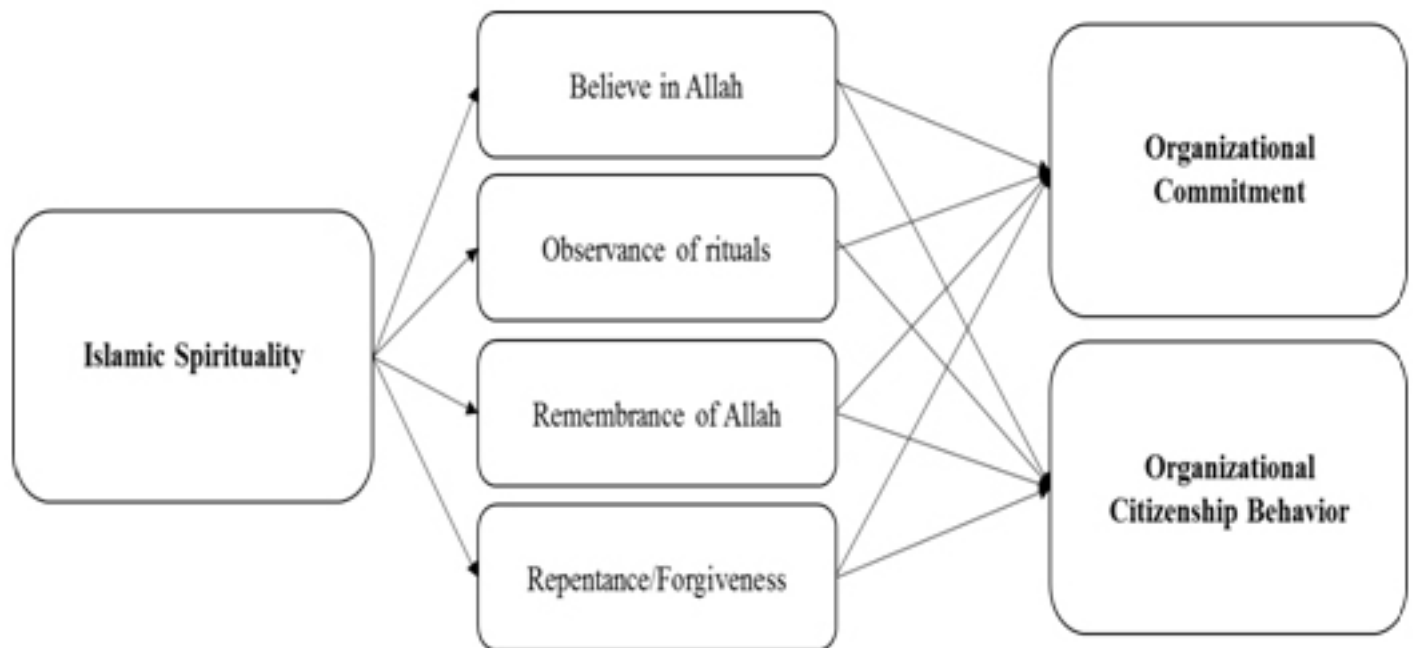 Believe in Allah
Observance of rituals
Islamic Spirituality
Remembrance of Allah
Repentance/Forgiveness
Organizational
Commitment
Organizational
Citizenship Behavior